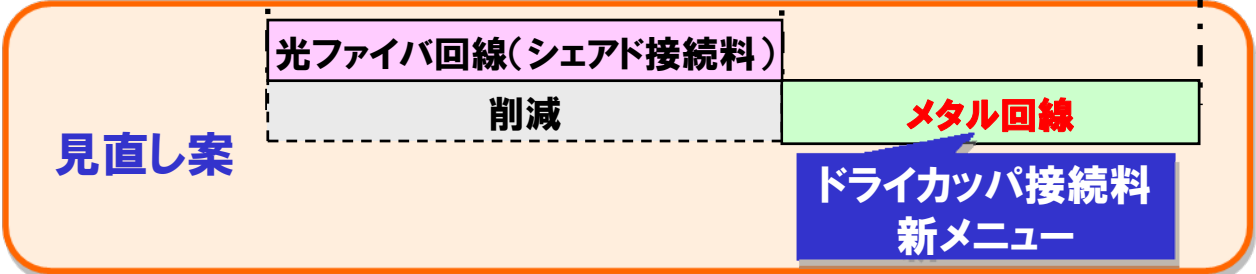 光ファイバ回線（シェアド接続料）
削減
メタル回線
見直し案
ドライカッパ接続料
新メニュー